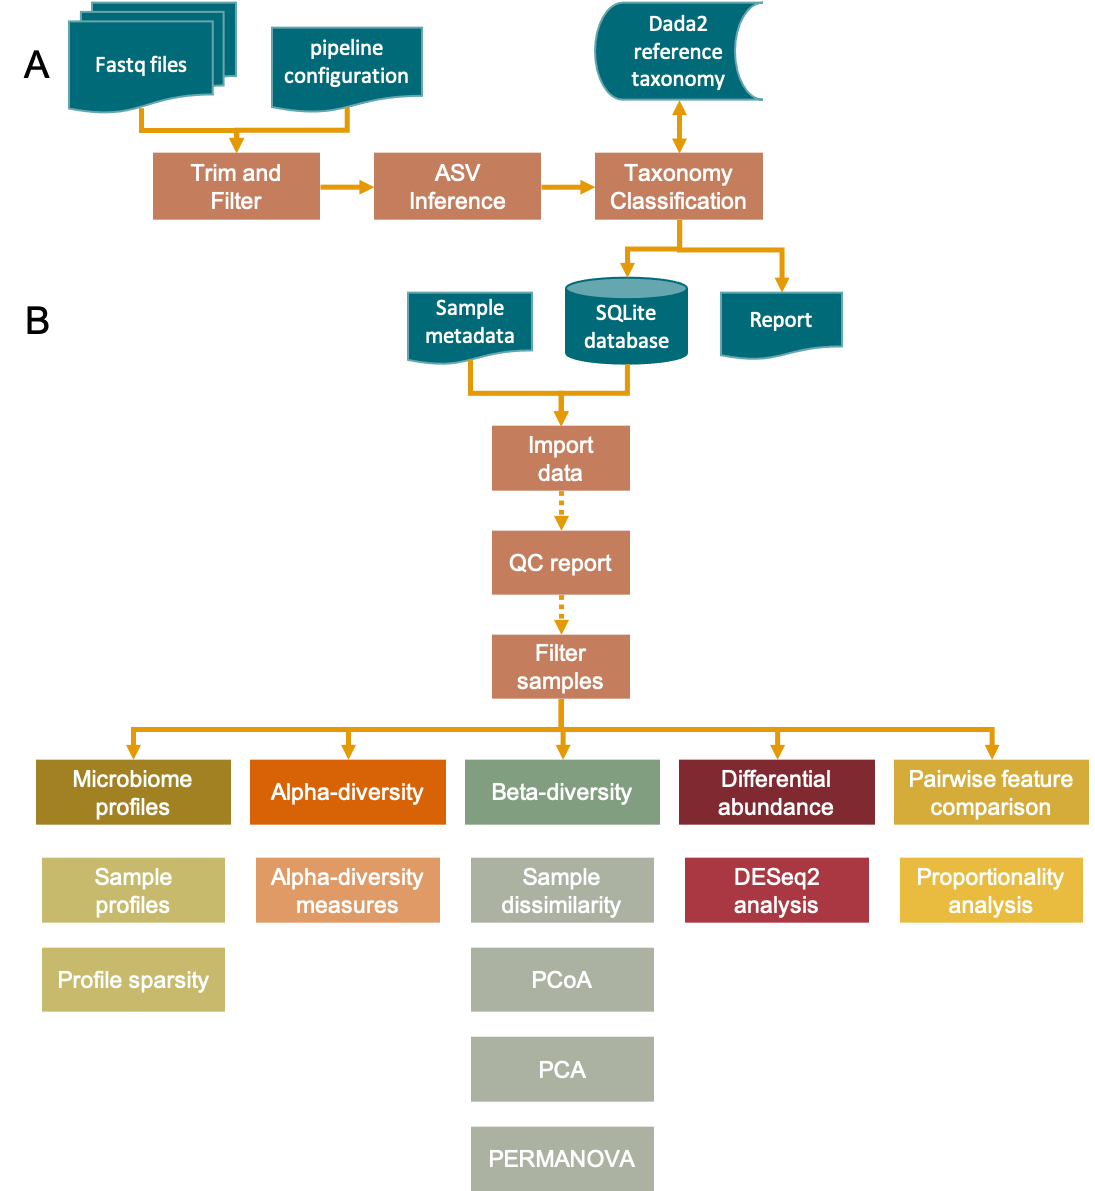 A
Fastq files
pipeline
configuration
Dada2
reference
taxonomy
Trim and
Filter
ASV
Inference
Taxonomy
Classification
B
Sample
metadata
SQLite
database
Report
Import
data
QC report
Filter
samples
Microbiome
profiles
Alpha-diversity
Beta-diversity
Differential
abundance
Pairwise feature
comparison
Sample
profiles
Alpha-diversity
measures
Sample
dissimilarity
DESeq2
analysis
Proportionality
analysis
Profile sparsity
PCoA
PCA
PERMANOVA